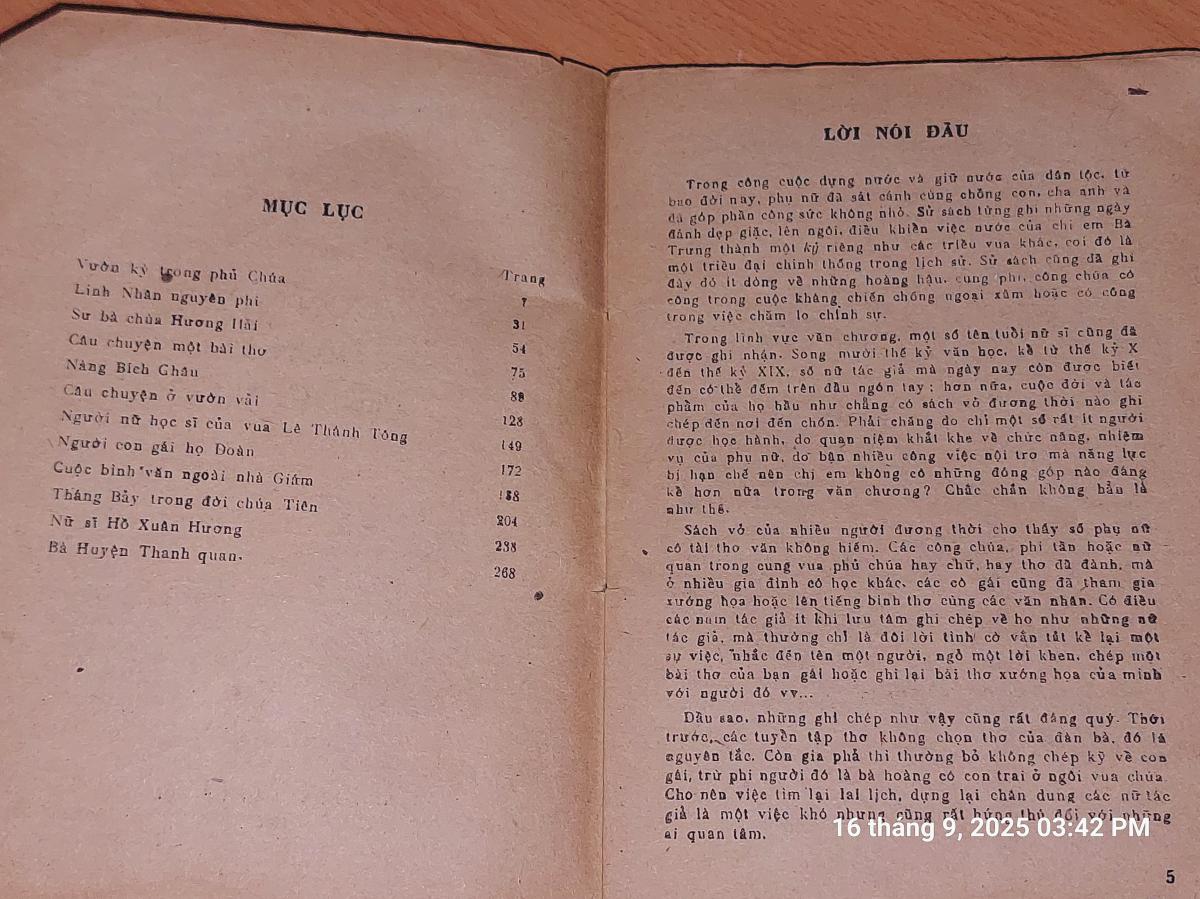 MỤC LỤC
Trang
Vườn kỳ trong phủ Chúa 7
Linh Nhân nguyên phi 31
Sư bà chùa Hương Hải 54
Câu chuyện một bài thơ 75
Nàng Bích Châu 88
Câu chuyện ở vườn vải 128
Người nữ học sĩ của vua Lê Thánh Tông 149
Người con gái họ Đoàn 172
Cuộc bình văn ngoài nhà Giám 188
Tháng Bảy trong đời chúa Tiên 204
Nữ sĩ Hồ Xuân Hương 238
Bà Huyện Thanh quan. 268
LỜI NÓI ĐẦU
Trong công cuộc dựng nước và giữ nước của dân tộc, từ
bao đời nay, phụ nữ đã sát cánh cùng chồng con, cha anh và
đã góp phần công sức không nhỏ. Sử sách từng ghi những ngày
đánh dẹp giặc, lên ngôi, điều khiển việc nước của chị em Bà
Trưng thành một kỷ riêng như các triều vua khác, coi đó là
một triều đại chính thống trong lịch sử. Sử sách cũng đã ghi
đây đó ít dòng về những hoàng hậu, cung phi, công chúa có
công trong cuộc kháng chiến chống ngoại xâm hoặc có công
trong việc chăm lo chính sự.
Trong lĩnh vực văn chương, một số tên tuổi nữ sĩ cũng đã
được ghi nhận. Song mười thế kỷ văn học, kể từ thế kỷ X
đến thế kỷ XIX, số nữ tác giả mà ngày nay còn được biết
đến có thể đếm trên đầu ngón tay ; hơn nữa, cuộc đời và tác
phẩm của họ hầu như chẳng có sách vở đương thời nào ghi
chép đến nơi đến chốn. Phải chăng do chỉ một số rất ít người
được học hành, do quan niệm khắt khe về chức năng, nhiệm
vụ của phụ nữ, do bận nhiều công việc nội trợ mà năng lực
bị hạn chế nên chị em không có những đóng góp nào đáng
kể hơn nữa trong văn chương? Chắc chắn không hẳn là
như thế.
Sách vở của nhiều người đương thời cho thấy số phụ nữ
có tài thơ văn không hiếm. Các công chúa, phi tần hoặc nữ
quan trong cung vua phủ chúa hay chữ, hay thơ đã đành, mà
ở nhiều gia đình có học khác, các cô gái cũng đã tham gia
xướng họa hoặc lên tiếng bình thơ cùng các văn nhân. Có điều
các nam tác giả ít khi lưu tâm ghi chép về họ như những nữ
tác giả, mà thường chỉ là đôi lời tình cờ vắn tắt kể lại một
sự việc, nhắc đến tên một người, ngỏ một lời khen, chép một
bài thơ của bạn gái hoặc ghi lại bài thơ xướng họa của mình
với người đó vv...
Dầu sao, những ghi chép như vậy cũng rất đáng quý. Thời
trước, các tuyển tập thơ không chọn thơ của đàn bà, đó là
nguyên tắc. Còn gia phả thì thường bỏ không chép kỹ về con
gái, trừ phi người đó là bà hoàng có con trai ở ngôi vua chúa.
Cho nên việc tìm lại lai lịch, dựng lại chân dung các nữ tác
giả là một việc khó nhưng cũng rất hứng thú đối với những
ai quan tâm.
16 tháng 9, 2025 03:42 PM
5